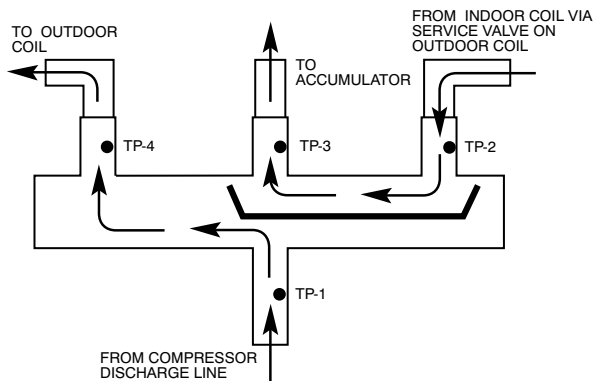 TO OUTDOOR
COIL
TO
ACCUMULATOR
FROM INDOOR COIL VIA
SERVICE VALVE ON
OUTDOOR COIL
TP-4
TP-3
TP-2
TP-1
FROM COMPRESSOR
DISCHARGE LINE